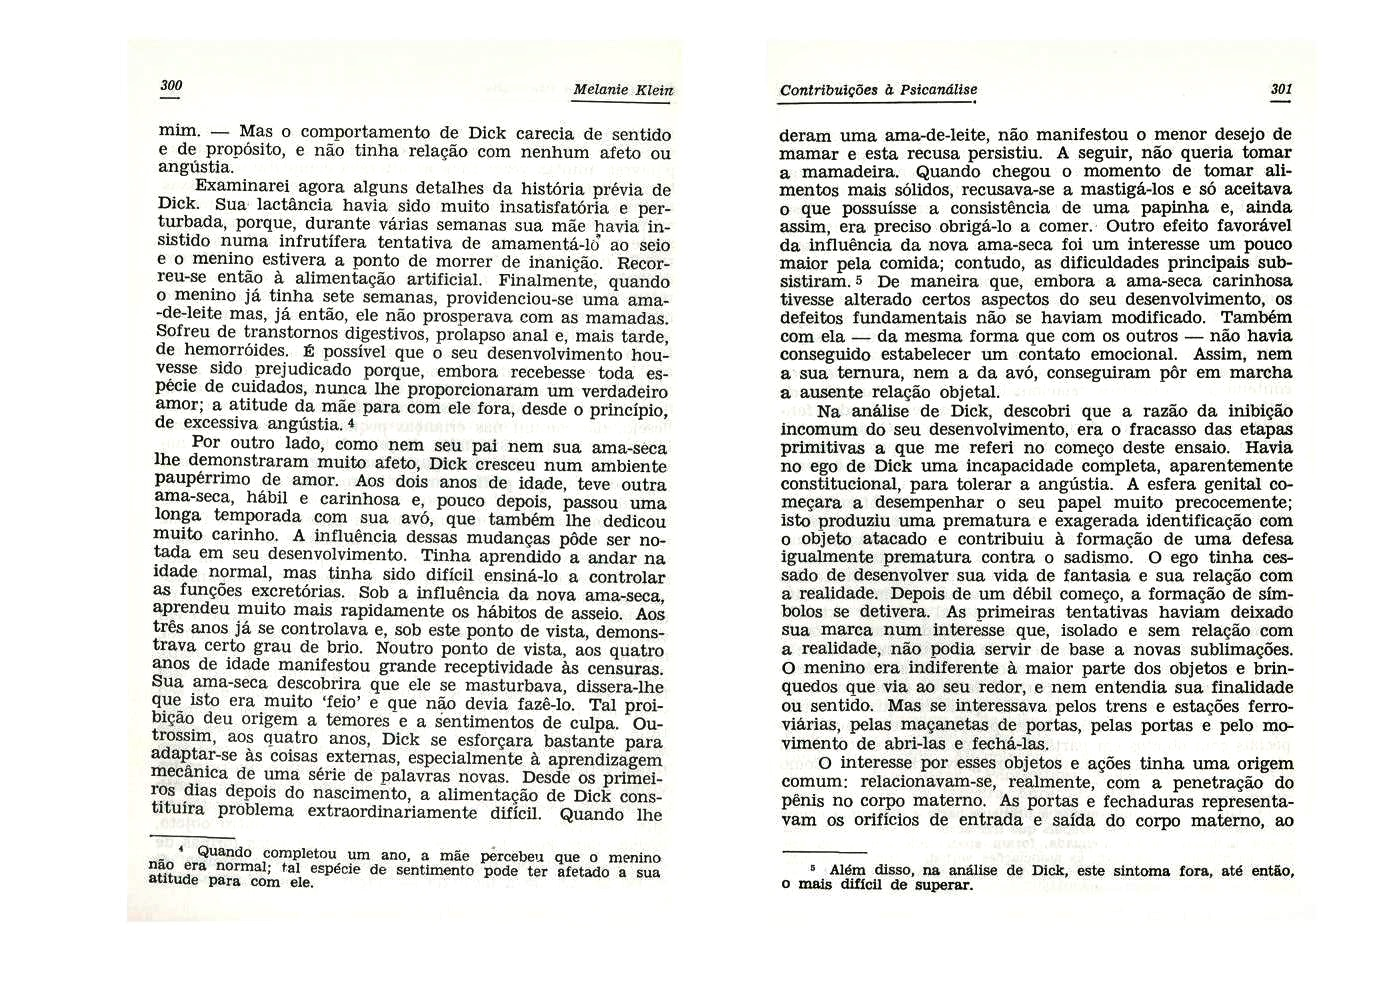 300
Melanie Klein
mim. — Mas o comportamento de Dick carecia de sentido
e de propósito, e não tinha relação com nenhum afeto ou
angústia.
Examinarei agora alguns detalhes da história prévia de
Dick. Sua lactância havia sido muito insatisfatória e per-
turbada, porque, durante várias semanas sua mãe havia in-
sistido numa infrutífera tentativa de amamentá-lo ao seio
e o menino estivera a ponto de morrer de inanição. Recor-
reu-se então à alimentação artificial. Finalmente, quando
o menino já tinha sete semanas, providenciou-se uma ama-
-de-leite mas, já então, ele não prosperava com as mamadas.
Sofreu de transtornos digestivos, prolapso anal e, mais tarde,
de hemorróides. É possível que o seu desenvolvimento hou-
vesse sido prejudicado porque, embora recebesse toda es-
pécie de cuidados, nunca lhe proporcionaram um verdadeiro
amor; a atitude da mãe para com ele fora, desde o princípio,
de excessiva angústia. 4
Por outro lado, como nem seu pai nem sua ama-seca
lhe demonstraram muito afeto, Dick cresceu num ambiente
paupérrimo de amor. Aos dois anos de idade, teve outra
ama-seca, hábil e carinhosa e, pouco depois, passou uma
longa temporada com sua avó, que também lhe dedicou
muito carinho. A influência dessas mudanças pôde ser no-
tada em seu desenvolvimento. Tinha aprendido a andar na
idade normal, mas tinha sido difícil ensiná-lo a controlar
as funções excretórias. Sob a influência da nova ama-seca,
aprendeu muito mais rapidamente os hábitos de asseio. Aos
três anos já se controlava e, sob este ponto de vista, demons-
trava certo grau de brio. Noutro ponto de vista, aos quatro
anos de idade manifestou grande receptividade às censuras.
Sua ama-seca descobrira que ele se masturbava, dissera-lhe
que isto era muito ‘feio’ e que não devia fazê-lo. Tal proi-
bição deu origem a temores e a sentimentos de culpa. Ou-
trossim, aos quatro anos, Dick se esforçara bastante para
adaptar-se às coisas externas, especialmente à aprendizagem
mecânica de uma série de palavras novas. Desde os primei-
ros dias depois do nascimento, a alimentação de Dick cons-
tituíra problema extraordinariamente difícil. Quando lhe
4 Quando completou um ano, a mãe percebeu que o menino
não era normal; tal espécie de sentimento pode ter afetado a sua
atitude para com ele.
Contribuições à Psicanálise
301
deram uma ama-de-leite, não manifestou o menor desejo de
mamar e esta recusa persistiu. A seguir, não queria tomar
a mamadeira. Quando chegou o momento de tomar ali-
mentos mais sólidos, recusava-se a mastigá-los e só aceitava
o que possuísse a consistência de uma papinha e, ainda
assim, era preciso obrigá-lo a comer. Outro efeito favorável
da influência da nova ama-seca foi um interesse um pouco
maior pela comida; contudo, as dificuldades principais sub-
sistiram. 5 De maneira que, embora a ama-seca carinhosa
tivesse alterado certos aspectos do seu desenvolvimento, os
defeitos fundamentais não se haviam modificado. Também
com ela — da mesma forma que com os outros — não havia
conseguido estabelecer um contato emocional. Assim, nem
a sua ternura, nem a da avó, conseguiram pôr em marcha
a ausente relação objetal.
Na análise de Dick, descobri que a razão da inibição
incomum do seu desenvolvimento, era o fracasso das etapas
primitivas a que me referi no começo deste ensaio. Havia
no ego de Dick uma incapacidade completa, aparentemente
constitucional, para tolerar a angústia. A esfera genital co-
meçara a desempenhar o seu papel muito precocemente;
isto produziu uma prematura e exagerada identificação com
o objeto atacado e contribuiu à formação de uma defesa
igualmente prematura contra o sadismo. O ego tinha ces-
sado de desenvolver sua vida de fantasia e sua relação com
a realidade. Depois de um débil começo, a formação de sím-
bolos se detivera. As primeiras tentativas haviam deixado
sua marca num interesse que, isolado e sem relação com
a realidade, não podia servir de base a novas sublimações.
O menino era indiferente à maior parte dos objetos e brin-
quedos que via ao seu redor, e nem entendia sua finalidade
ou sentido. Mas se interessava pelos trens e estações ferro-
viárias, pelas maçanetas de portas, pelas portas e pelo mo-
vimento de abri-las e fechá-las.
O interesse por esses objetos e ações tinha uma origem
comum: relacionavam-se, realmente, com a penetração do
pênis no corpo materno. As portas e fechaduras representa-
vam os orifícios de entrada e saída do corpo materno, ao
5 Além disso, na análise de Dick, este sintoma fora, até então,
o mais difícil de superar.